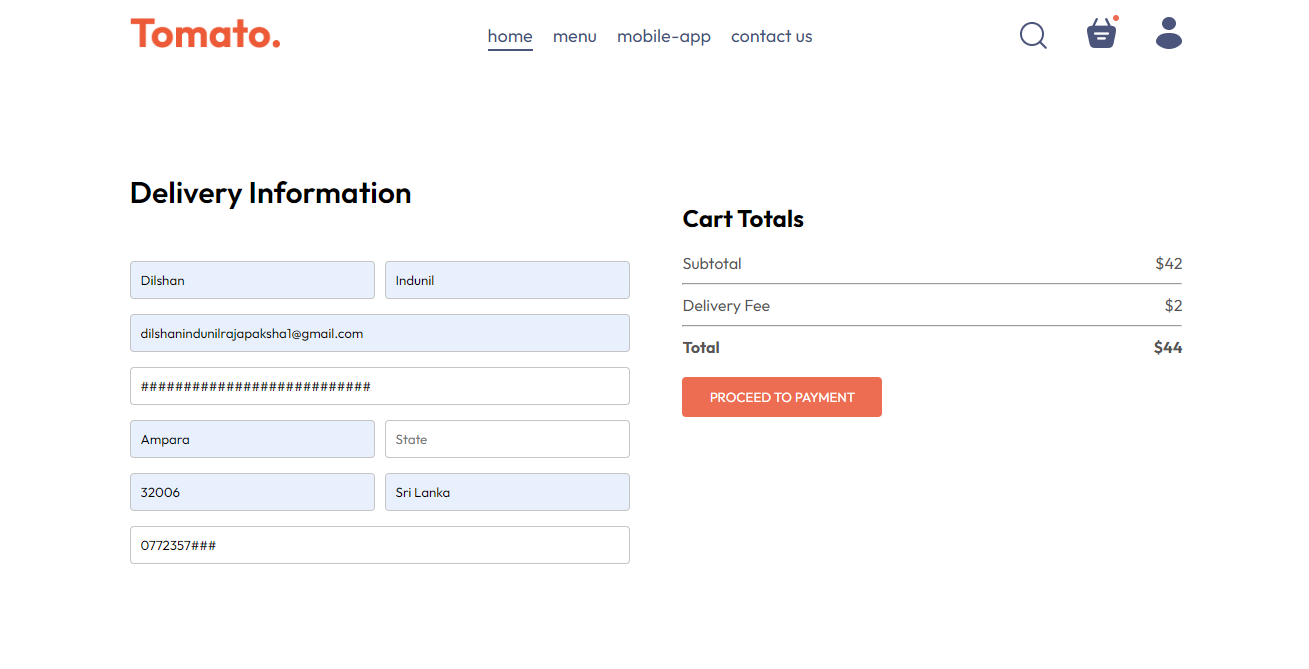 Tomato.
home menu mobile-app contact us
Delivery Information
Dilshan Indunil
dilshanindunilrajapaksha1@gmail.com
###########################
Ampara State
32006 Sri Lanka
0772357###
Cart Totals
Subtotal $42
Delivery Fee $2
Total $44
PROCEED TO PAYMENT